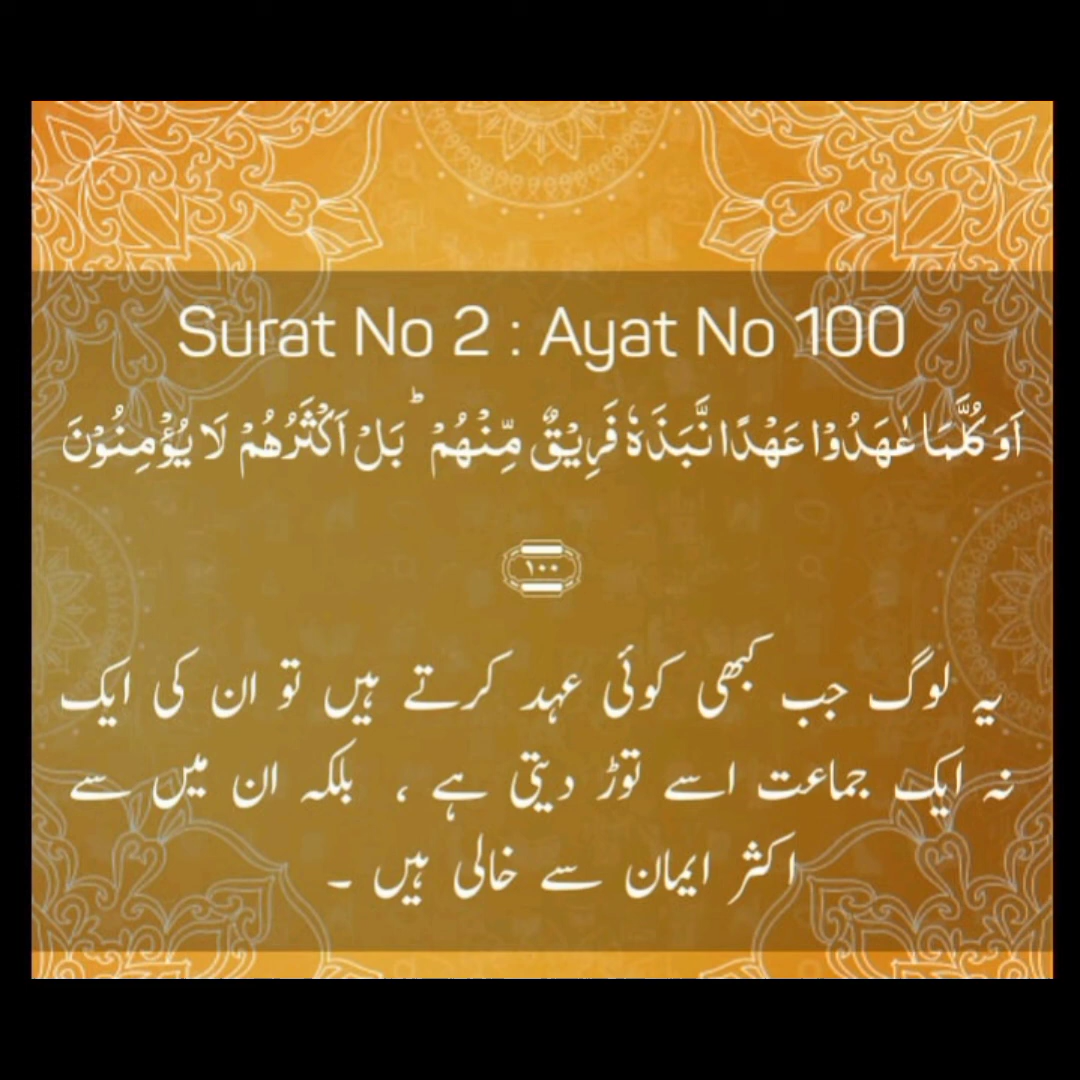 Surat No 2 : Ayat No 100
اَوَ کُلَّمَا عٰهَدُوْا عَهْدًا نَّبَذَهٗ فَرِیْقٌ مِّنْهُمْ ؕ بَلْ اَکْثَرُهُمْ لَا یُؤْمِنُوْنَ
۱۰۰
یہ لوگ جب کبھی کوئی عہد کرتے ہیں تو ان کی ایک
نہ ایک جماعت اسے توڑ دیتی ہے ، بلکہ ان میں سے
اکثر ایمان سے خالی ہیں ۔